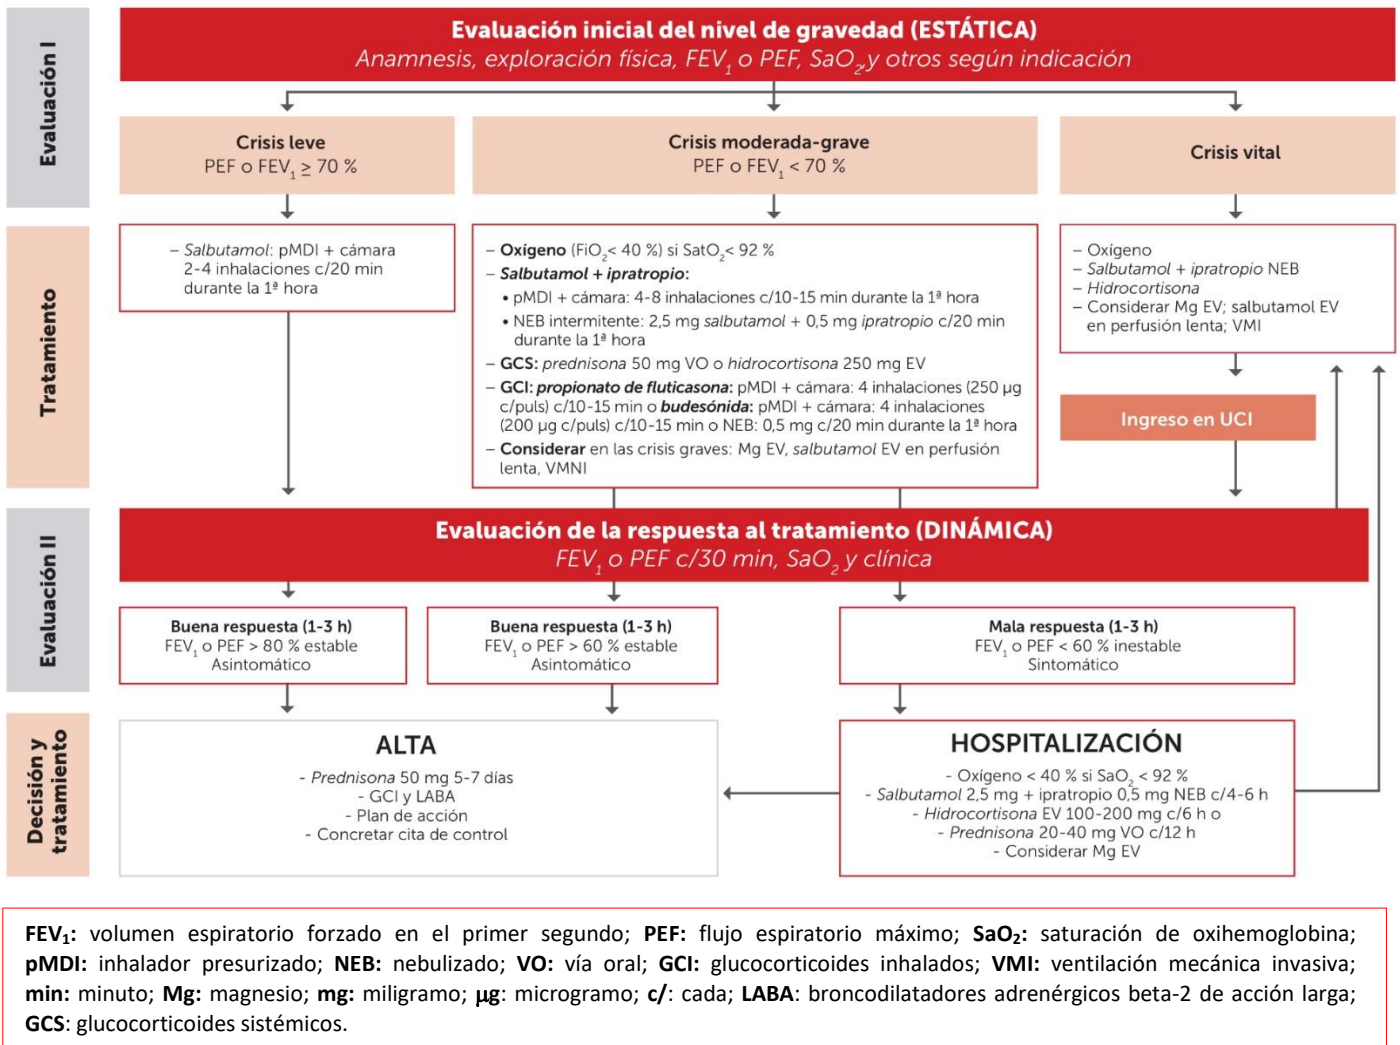 Evaluación I
Evaluación inicial del nivel de gravedad (ESTÁTICA)
Anamnesis, exploración física, FEV₁ o PEF, SaO₂,y otros según indicación
Crisis leve
PEF o FEV₁ ≥ 70 %
Crisis moderada-grave
PEF o FEV₁ < 70 %
Crisis vital
Tratamiento
– Salbutamol: pMDI + cámara
2-4 inhalaciones c/20 min
durante la 1ª hora
– Oxígeno (FiO₂< 40 %) si SatO₂< 92 %
– Salbutamol + ipratropio:
• pMDI + cámara: 4-8 inhalaciones c/10-15 min durante la 1ª hora
• NEB intermitente: 2,5 mg salbutamol + 0,5 mg ipratropio c/20 min
durante la 1ª hora
– GCS: prednisona 50 mg VO o hidrocortisona 250 mg EV
– GCI: propionato de fluticasona: pMDI + cámara: 4 inhalaciones (250 µg
c/puls) c/10-15 min o budesónida: pMDI + cámara: 4 inhalaciones
(200 µg c/puls) c/10-15 min o NEB: 0,5 mg c/20 min durante la 1ª hora
– Considerar en las crisis graves: Mg EV, salbutamol EV en perfusión
lenta, VMNI
– Oxígeno
– Salbutamol + ipratropio NEB
– Hidrocortisona
– Considerar Mg EV; salbutamol EV
en perfusión lenta; VMI
Ingreso en UCI
Evaluación II
Evaluación de la respuesta al tratamiento (DINÁMICA)
FEV₁ o PEF c/30 min, SaO₂ y clínica
Buena respuesta (1-3 h)
FEV₁ o PEF > 80 % estable
Asintomático
Buena respuesta (1-3 h)
FEV₁ o PEF > 60 % estable
Asintomático
Mala respuesta (1-3 h)
FEV₁ o PEF < 60 % inestable
Sintomático
Decisión y
tratamiento
ALTA
- Prednisona 50 mg 5-7 días
- GCI y LABA
- Plan de acción
- Concretar cita de control
HOSPITALIZACIÓN
- Oxígeno < 40 % si SaO₂ < 92 %
- Salbutamol 2,5 mg + ipratropio 0,5 mg NEB c/4-6 h
- Hidrocortisona EV 100-200 mg c/6 h o
- Prednisona 20-40 mg VO c/12 h
- Considerar Mg EV
FEV₁: volumen espiratorio forzado en el primer segundo; PEF: flujo espiratorio máximo; SaO₂: saturación de oxihemoglobina;
pMDI: inhalador presurizado; NEB: nebulizado; VO: vía oral; GCI: glucocorticoides inhalados; VMI: ventilación mecánica invasiva;
min: minuto; Mg: magnesio; mg: miligramo; µg: microgramo; c/: cada; LABA: broncodilatadores adrenérgicos beta-2 de acción larga;
GCS: glucocorticoides sistémicos.